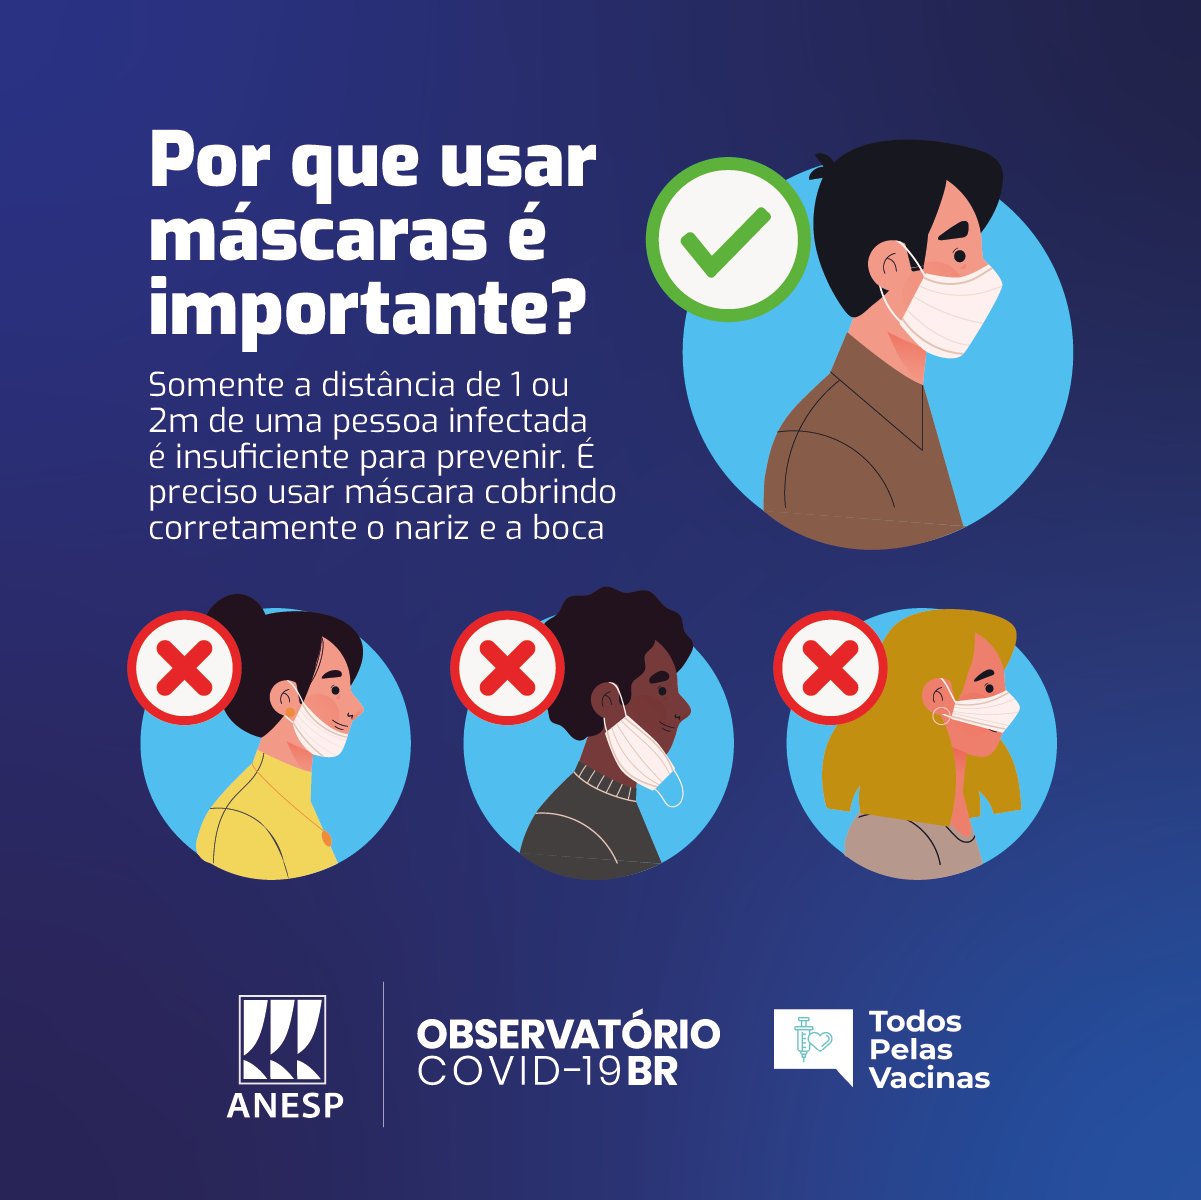 Por que usar
máscaras é
importante?
Somente a distância de 1 ou
2m de uma pessoa infectada
é insuficiente para prevenir. É
preciso usar máscara cobrindo
corretamente o nariz e a boca
ANESP
OBSERVATÓRIO
COVID-19BR
Todos
Pelas
Vacinas